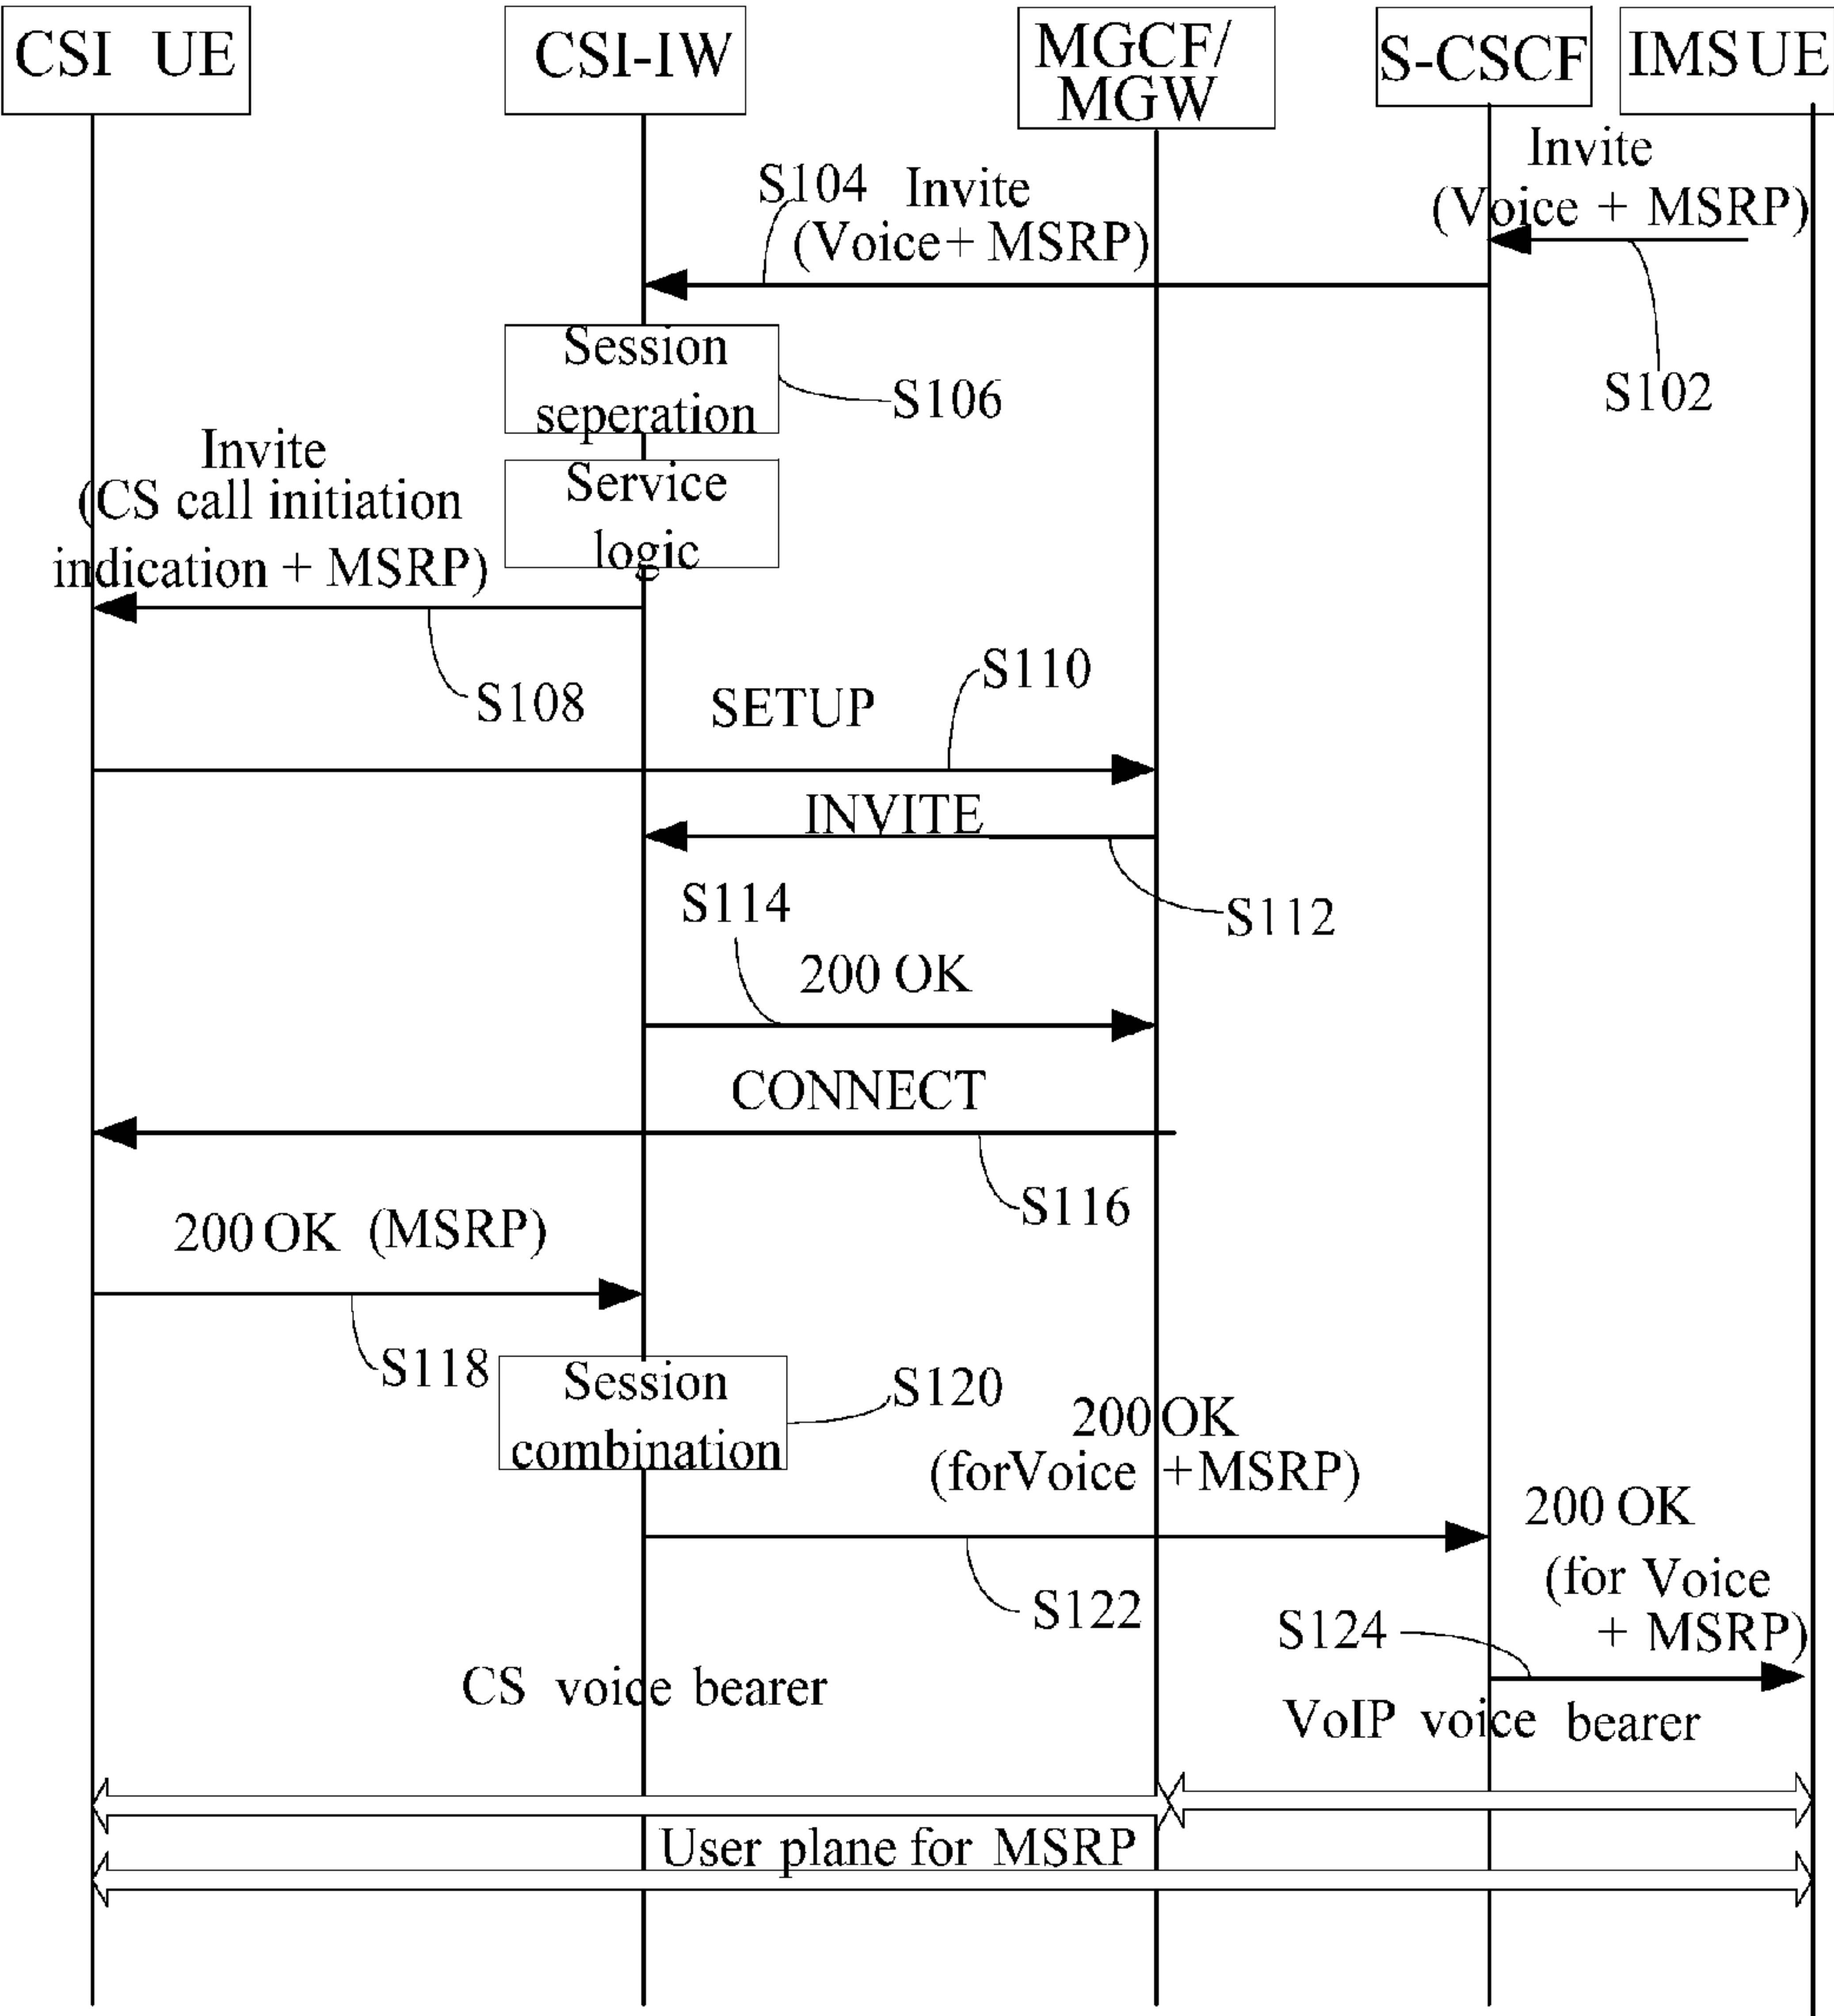 CSI UE
CSI-IW
MGCF/
MGW
S-CSCF
IMS UE
Invite
(Voice + MSRP)
S102
S104
Invite
(Voice + MSRP)
Session
seperation
S106
Service
logic
Invite
(CS call initiation
indication + MSRP)
S108
SETUP
S110
INVITE
S112
S114
200 OK
CONNECT
S116
200 OK (MSRP)
S118
Session
combination
S120
200 OK
(forVoice + MSRP)
S122
200 OK
(for Voice
+ MSRP)
S124
CS voice bearer
VoIP voice bearer
User plane for MSRP